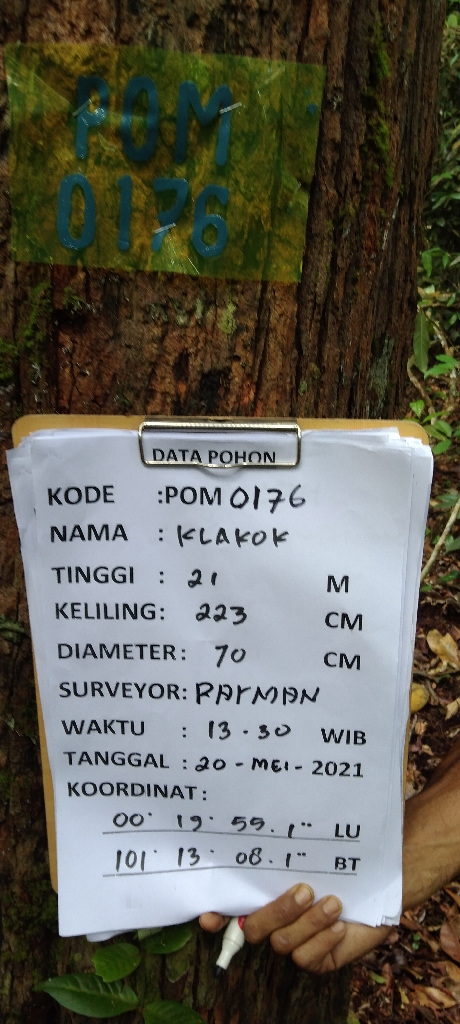 POM
0176
DATA POHON
KODE :POM 0176
NAMA : KLAKOK
TINGGI : 21 M
KELILING: 223 CM
DIAMETER: 70 CM
SURVEYOR: PAYMAN
WAKTU : 13.30 WIB
TANGGAL : 20 - MEI - 2021
KOORDINAT :
00° 19' 55.1" LU
101° 13' 08.1" BT